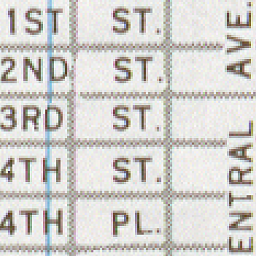 1ST ST.
2ND ST.
3RD ST.
4TH ST.
4TH PL.
AVE.
ENTRAL